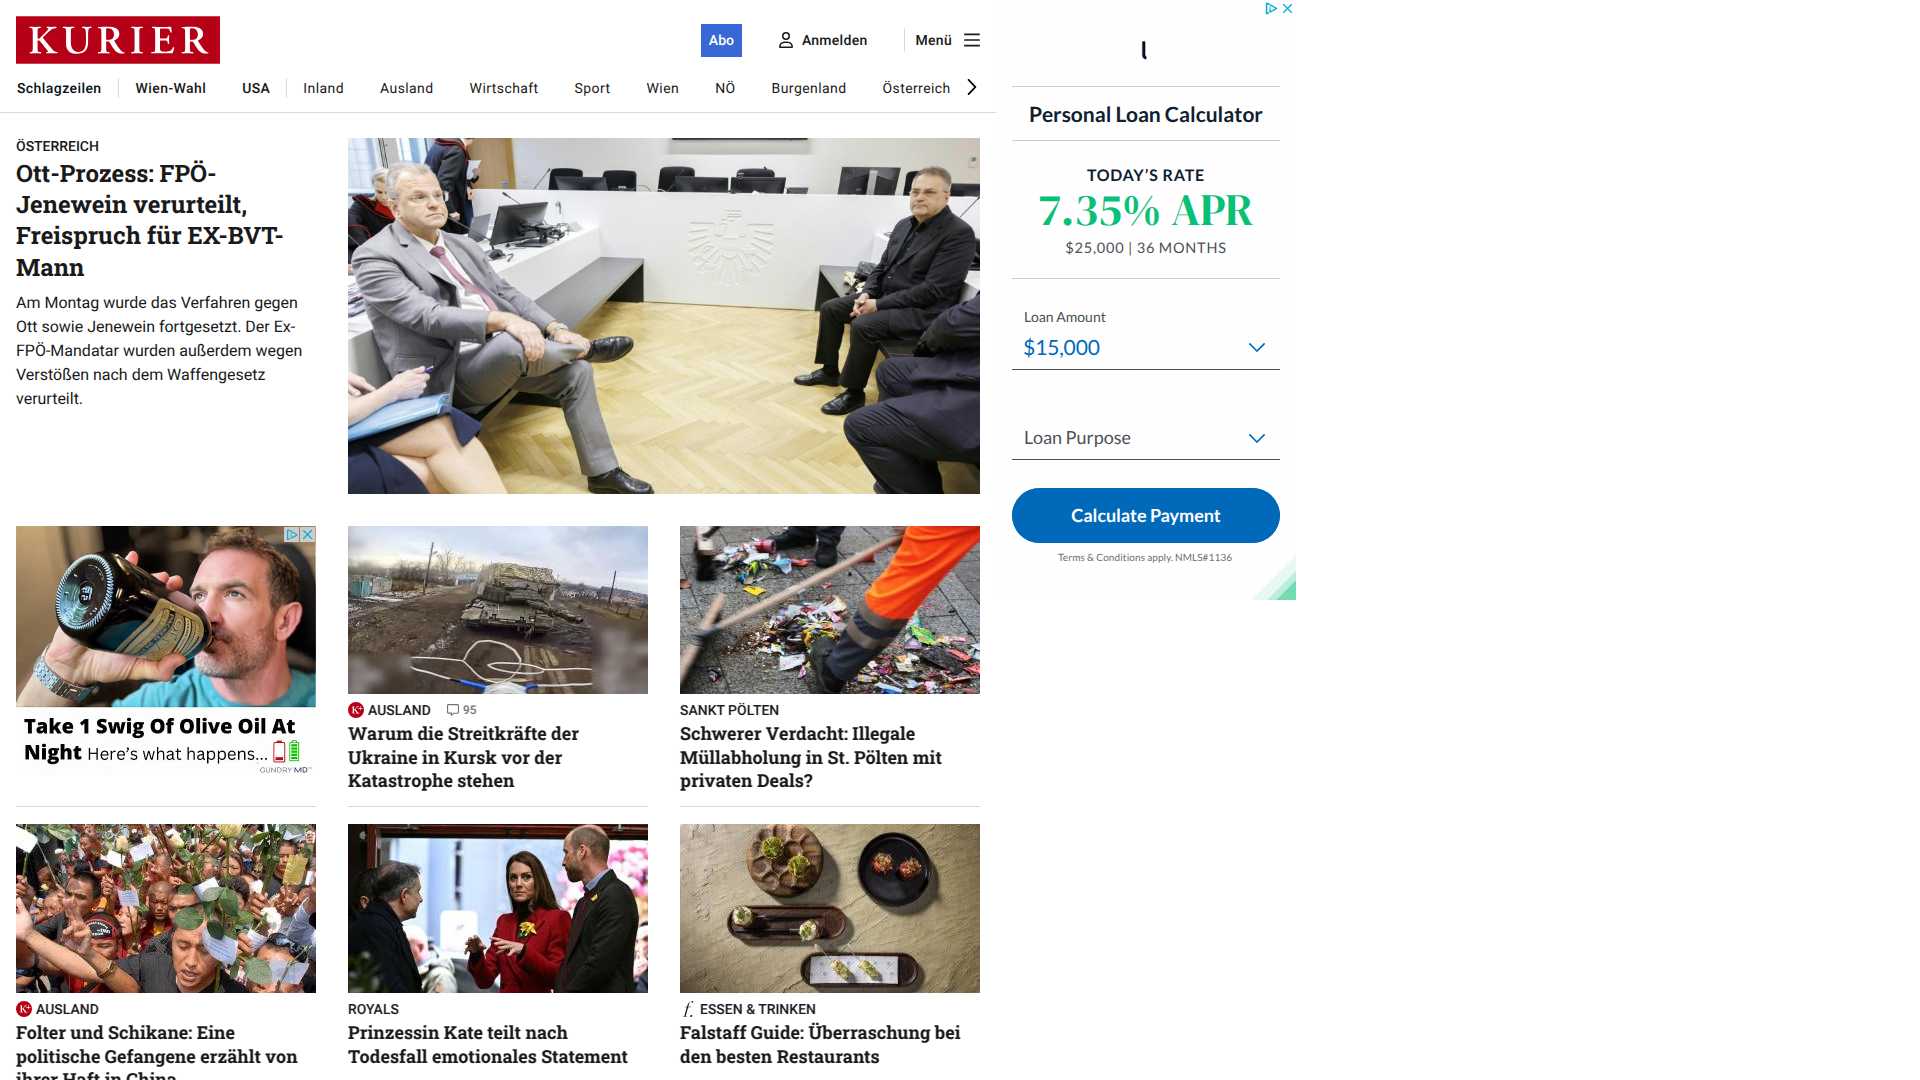 KURIER
Abo
Anmelden
Menü
Schlagzeilen
Wien-Wahl
USA
Inland
Ausland
Wirtschaft
Sport
Wien
NÖ
Burgenland
Österreich
ÖSTERREICH
Ott-Prozess: FPÖ-
Jenewein verurteilt,
Freispruch für EX-BVT-
Mann
Am Montag wurde das Verfahren gegen
Ott sowie Jenewein fortgesetzt. Der Ex-
FPÖ-Mandatar wurden außerdem wegen
Verstößen nach dem Waffengesetz
verurteilt.
Personal Loan Calculator
TODAY'S RATE
7.35% APR
$25,000 | 36 MONTHS
Loan Amount
$15,000
Loan Purpose
Calculate Payment
Terms & Conditions apply. NMLS#1136
Take 1 Swig Of Olive Oil At
Night Here's what happens...
GUNDRY MD™
K+ AUSLAND 95
Warum die Streitkräfte der
Ukraine in Kursk vor der
Katastrophe stehen
SANKT PÖLTEN
Schwerer Verdacht: Illegale
Müllabholung in St. Pölten mit
privaten Deals?
K+ AUSLAND
Folter und Schikane: Eine
politische Gefangene erzählt von
ihrer Haft in China
ROYALS
Prinzessin Kate teilt nach
Todesfall emotionales Statement
f. ESSEN & TRINKEN
Falstaff Guide: Überraschung bei
den besten Restaurants